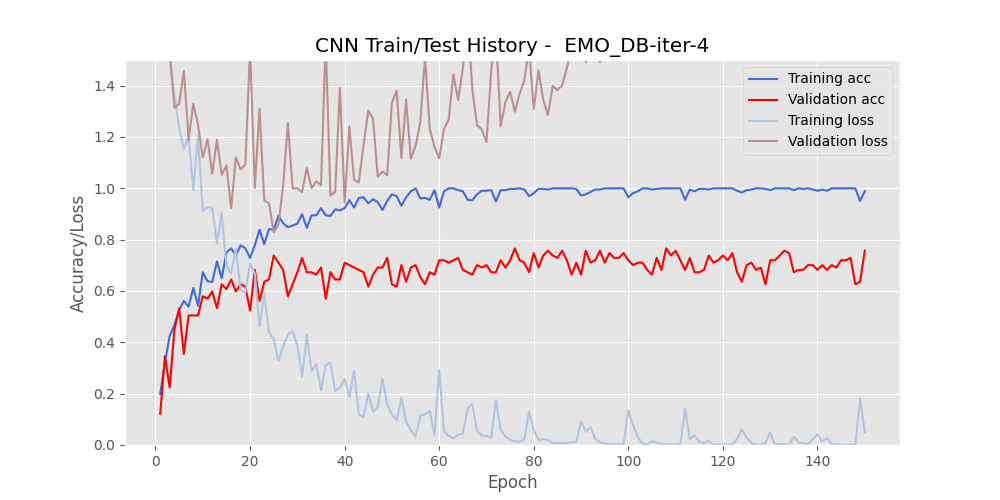 CNN Train/Test History -  EMO_DB-iter-4
Training acc
Validation acc
Training loss
Validation loss
Accuracy/Loss
1.4
1.2
1.0
0.8
0.6
0.4
0.2
0.0
0 20 40 60 80 100 120 140
Epoch